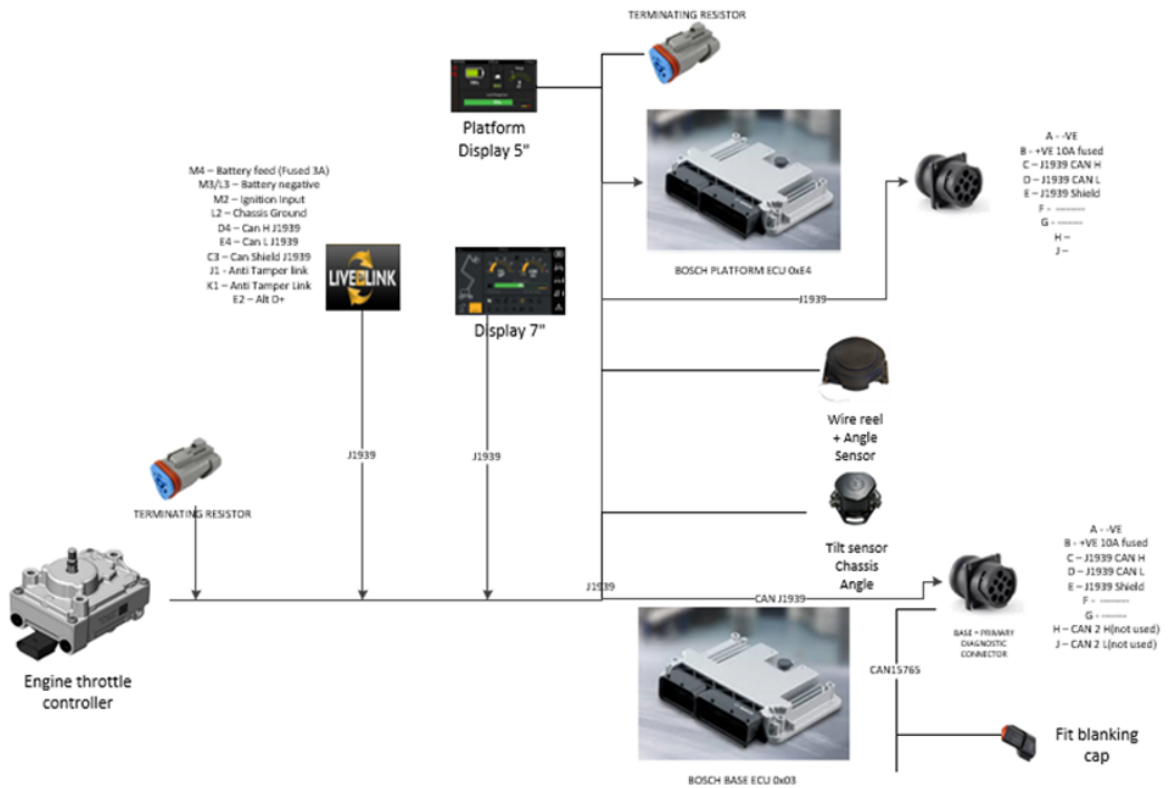 TERMINATING RESISTOR
Platform
Display 5"
A - -VE
B - +VE 10A fused
C – J1939 CAN H
D – J1939 CAN L
E – J1939 Shield
F - --------
G - --------
H –
J –
BOSCH PLATFORM ECU 0xE4
J1939
M4 – Battery feed (Fused 3A)
M3/L3 – Battery negative
M2 – Ignition Input
L2 – Chassis Ground
D4 – Can H J1939
E4 – Can L J1939
C3 – Can Shield J1939
J1 - Anti Tamper link
K1 – Anti Tamper Link
E2 – Alt D+
LIVELINK
Display 7"
Wire reel
+ Angle
Sensor
J1939
J1939
TERMINATING RESISTOR
Tilt sensor
Chassis
Angle
Engine throttle
controller
J1939
CAN J1939
BASE – PRIMARY
DIAGNOSTIC
CONNECTOR
A - -VE
B - +VE 10A fused
C – J1939 CAN H
D – J1939 CAN L
E – J1939 Shield
F - --------
G - --------
H – CAN 2 H(not used)
J – CAN 2 L(not used)
CAN15765
BOSCH BASE ECU 0x03
Fit blanking
cap